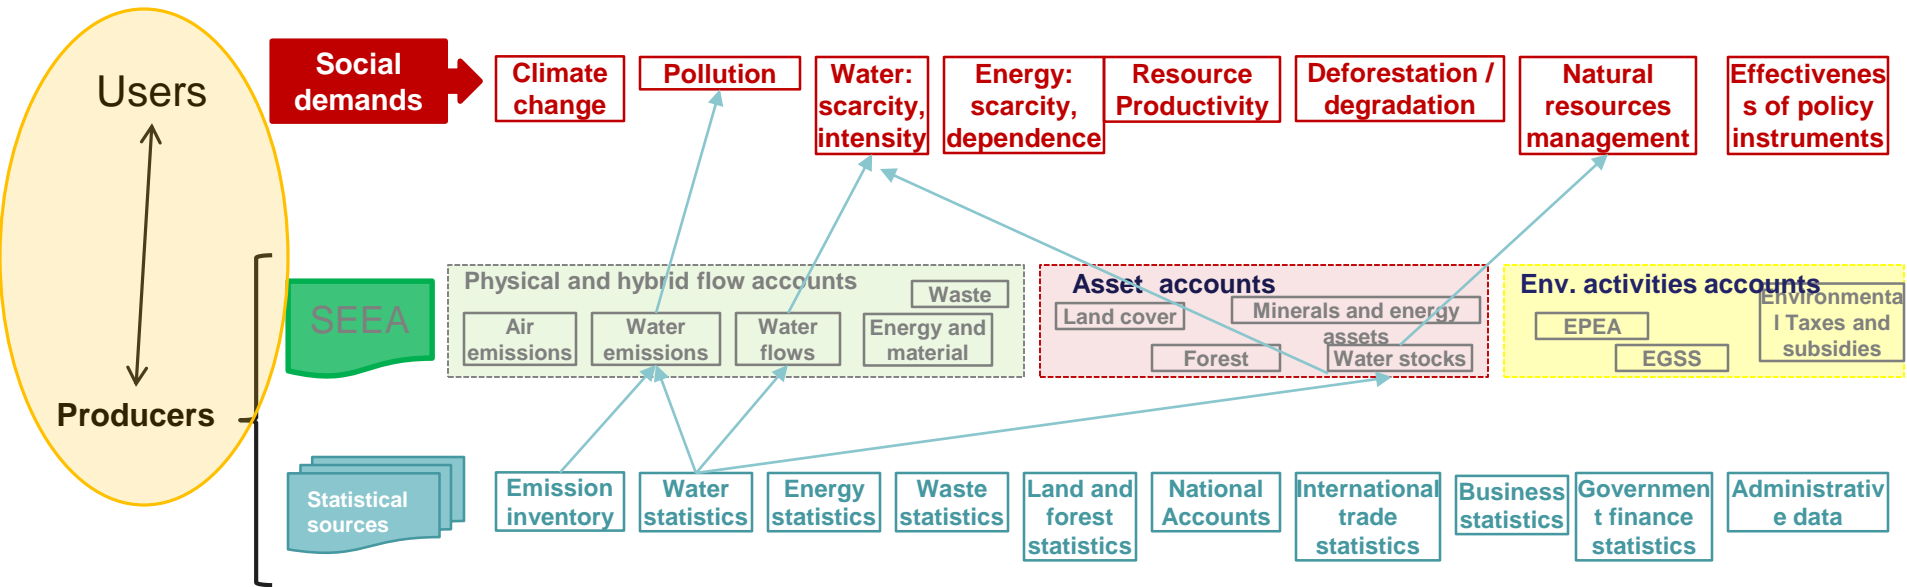 Users
Producers
Social
demands
Climate
change
Pollution
Water:
scarcity,
intensity
Energy:
scarcity,
dependence
Resource
Productivity
Deforestation /
degradation
Natural
resources
management
Effectivenes
s of policy
instruments
SEEA
Physical and hybrid flow accounts
Waste
Air
emissions
Water
emissions
Water
flows
Energy and
material
Asset accounts
Land cover
Minerals and energy
assets
Forest
Water stocks
Env. activities accounts
EPEA
EGSS
Environmenta
l Taxes and
subsidies
Statistical
sources
Emission
inventory
Water
statistics
Energy
statistics
Waste
statistics
Land and
forest
statistics
National
Accounts
International
trade
statistics
Business
statistics
Governmen
t finance
statistics
Administrativ
e data